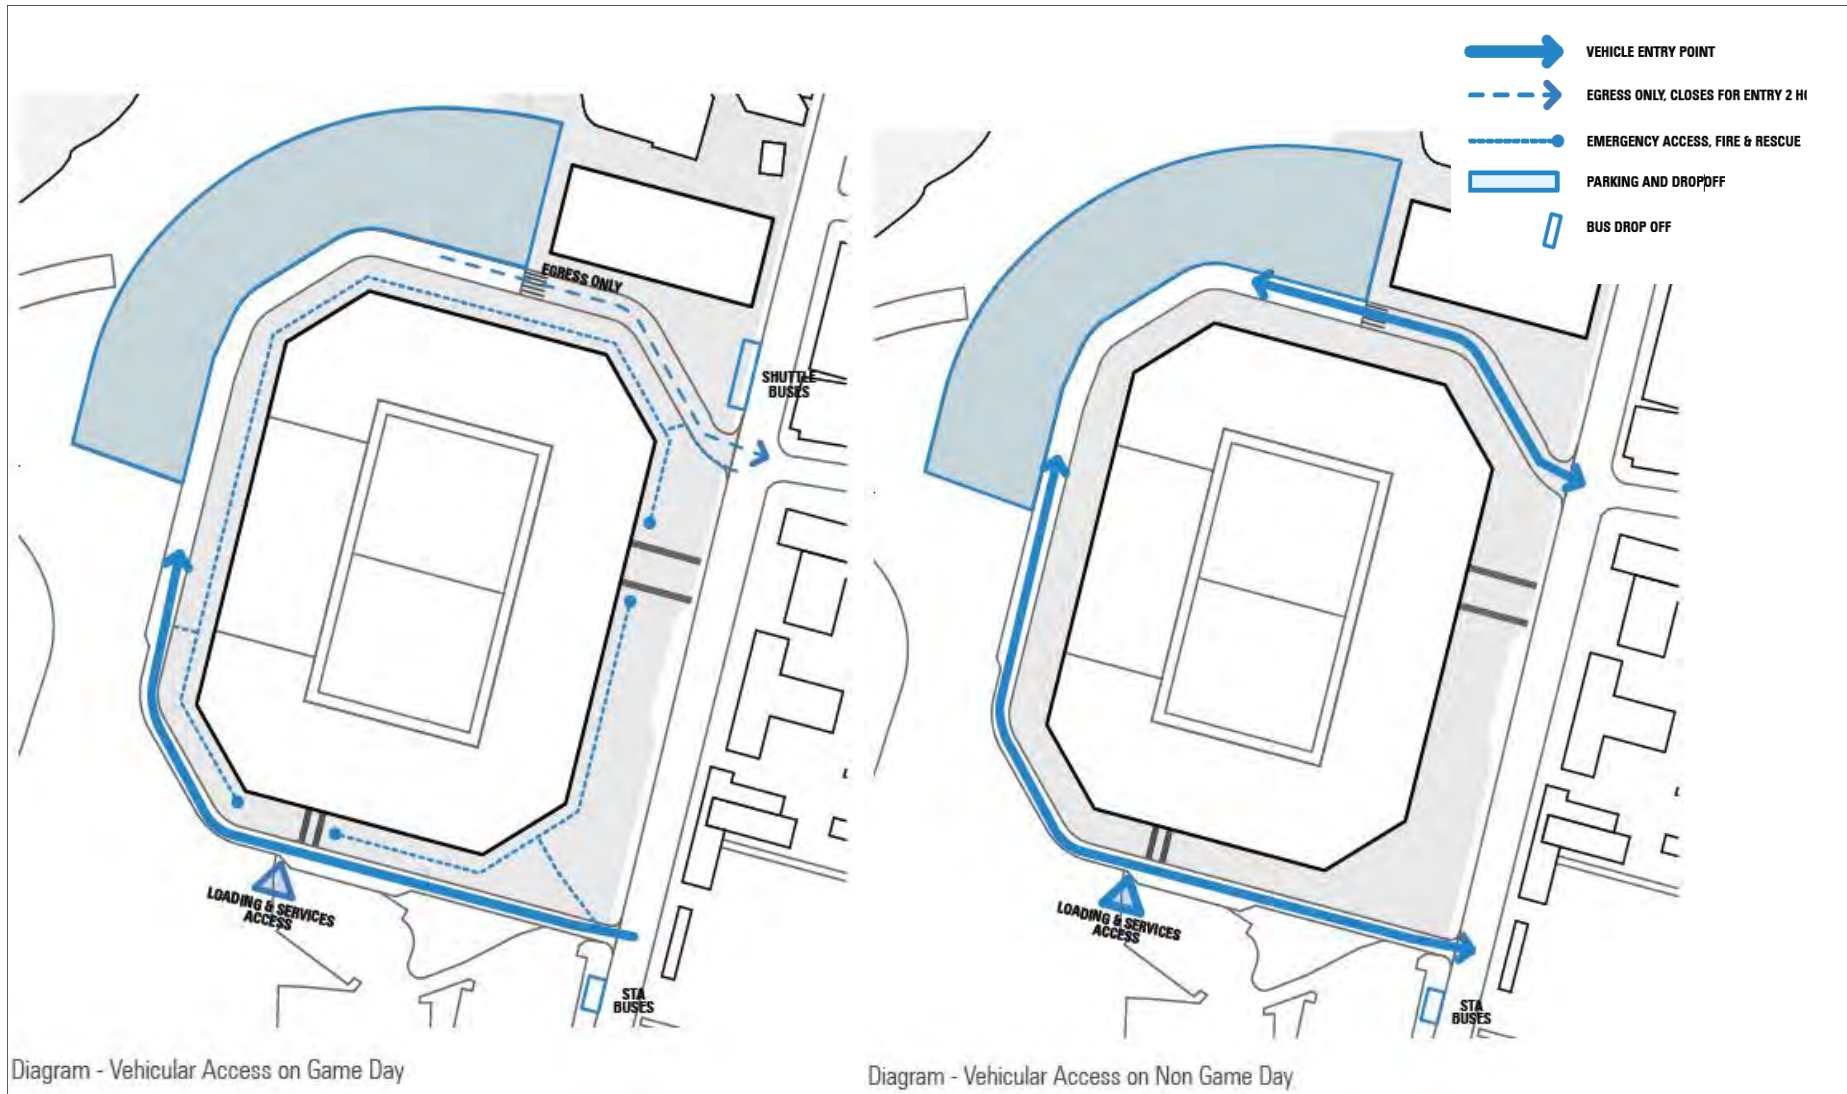 VEHICLE ENTRY POINT
EGRESS ONLY, CLOSES FOR ENTRY 2
EMERGENCY ACCESS, FIRE & RESCUE
PARKING AND DROPOFF
BUS DROP OFF
EGRESS ONLY
SHUTTLE
BUSES
LOADING & SERVICES
ACCESS
STA
BUSES
LOADING & SERVICES
ACCESS
STA
BUSES
Diagram - Vehicular Access on Game Day
Diagram - Vehicular Access on Non Game Day